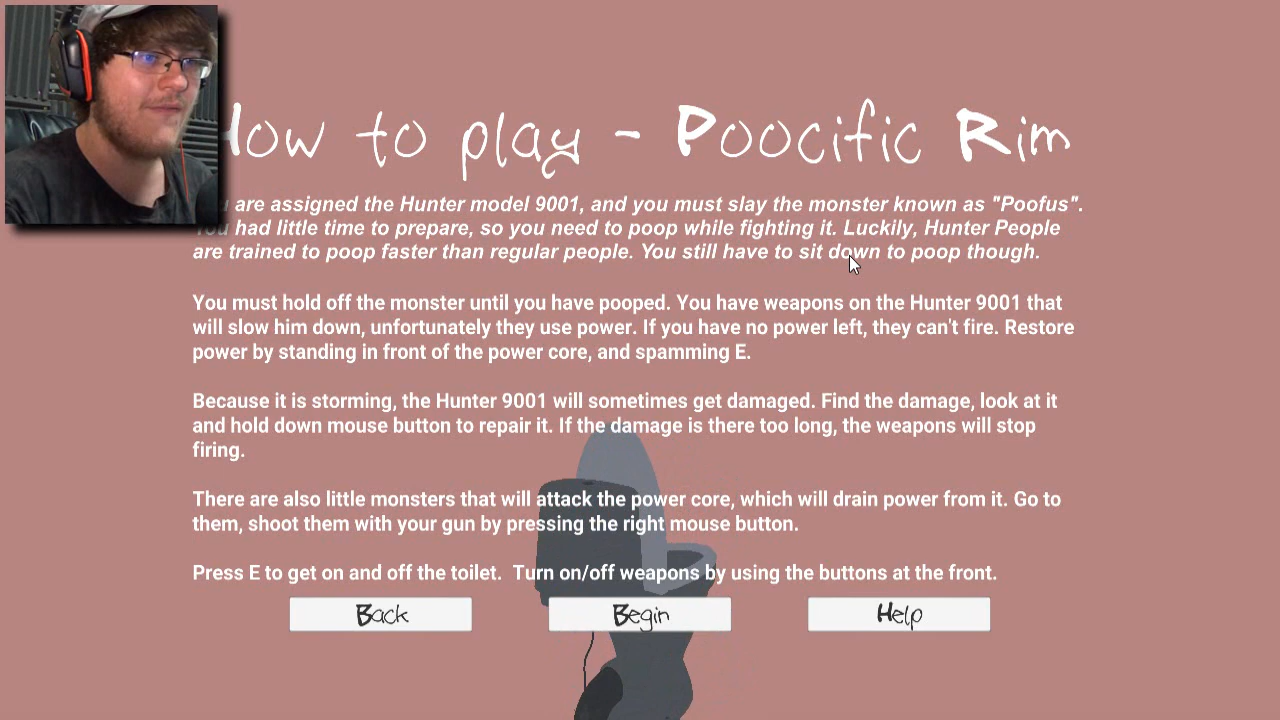 How to play - Poocific Rim
are assigned the Hunter model 9001, and you must slay the monster known as "Poofus".
You had little time to prepare, so you need to poop while fighting it. Luckily, Hunter People
are trained to poop faster than regular people. You still have to sit down to poop though.
You must hold off the monster until you have pooped. You have weapons on the Hunter 9001 that
will slow him down, unfortunately they use power. If you have no power left, they can't fire. Restore
power by standing in front of the power core, and spamming E.
Because it is storming, the Hunter 9001 will sometimes get damaged. Find the damage, look at it
and hold down mouse button to repair it. If the damage is there too long, the weapons will stop
firing.
There are also little monsters that will attack the power core, which will drain power from it. Go to
them, shoot them with your gun by pressing the right mouse button.
Press E to get on and off the toilet.  Turn on/off weapons by using the buttons at the front.
Back
Begin
Help